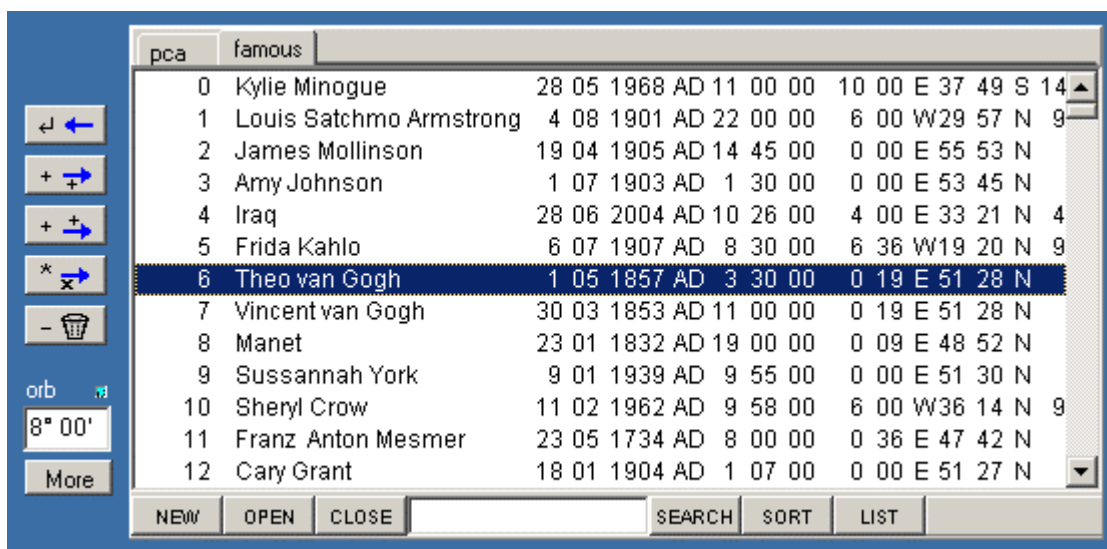 pca famous
0 Kylie Minogue 28 05 1968 AD 11 00 00 10 00 E 37 49 S 14
1 Louis Satchmo Armstrong 4 08 1901 AD 22 00 00 6 00 W29 57 N 9
2 James Mollinson 19 04 1905 AD 14 45 00 0 00 E 55 53 N
3 Amy Johnson 1 07 1903 AD 1 30 00 0 00 E 53 45 N
4 Iraq 28 06 2004 AD 10 26 00 4 00 E 33 21 N 4
5 Frida Kahlo 6 07 1907 AD 8 30 00 6 36 W19 20 N 9
6 Theo van Gogh 1 05 1857 AD 3 30 00 0 19 E 51 28 N
7 Vincent van Gogh 30 03 1853 AD 11 00 00 0 19 E 51 28 N
8 Manet 23 01 1832 AD 19 00 00 0 09 E 48 52 N
9 Sussannah York 9 01 1939 AD 9 55 00 0 00 E 51 30 N
10 Sheryl Crow 11 02 1962 AD 9 58 00 6 00 W36 14 N 9
11 Franz Anton Mesmer 23 05 1734 AD 8 00 00 0 36 E 47 42 N
12 Cary Grant 18 01 1904 AD 1 07 00 0 00 E 51 27 N
orb
8° 00'
More
NEW OPEN CLOSE SEARCH SORT LIST